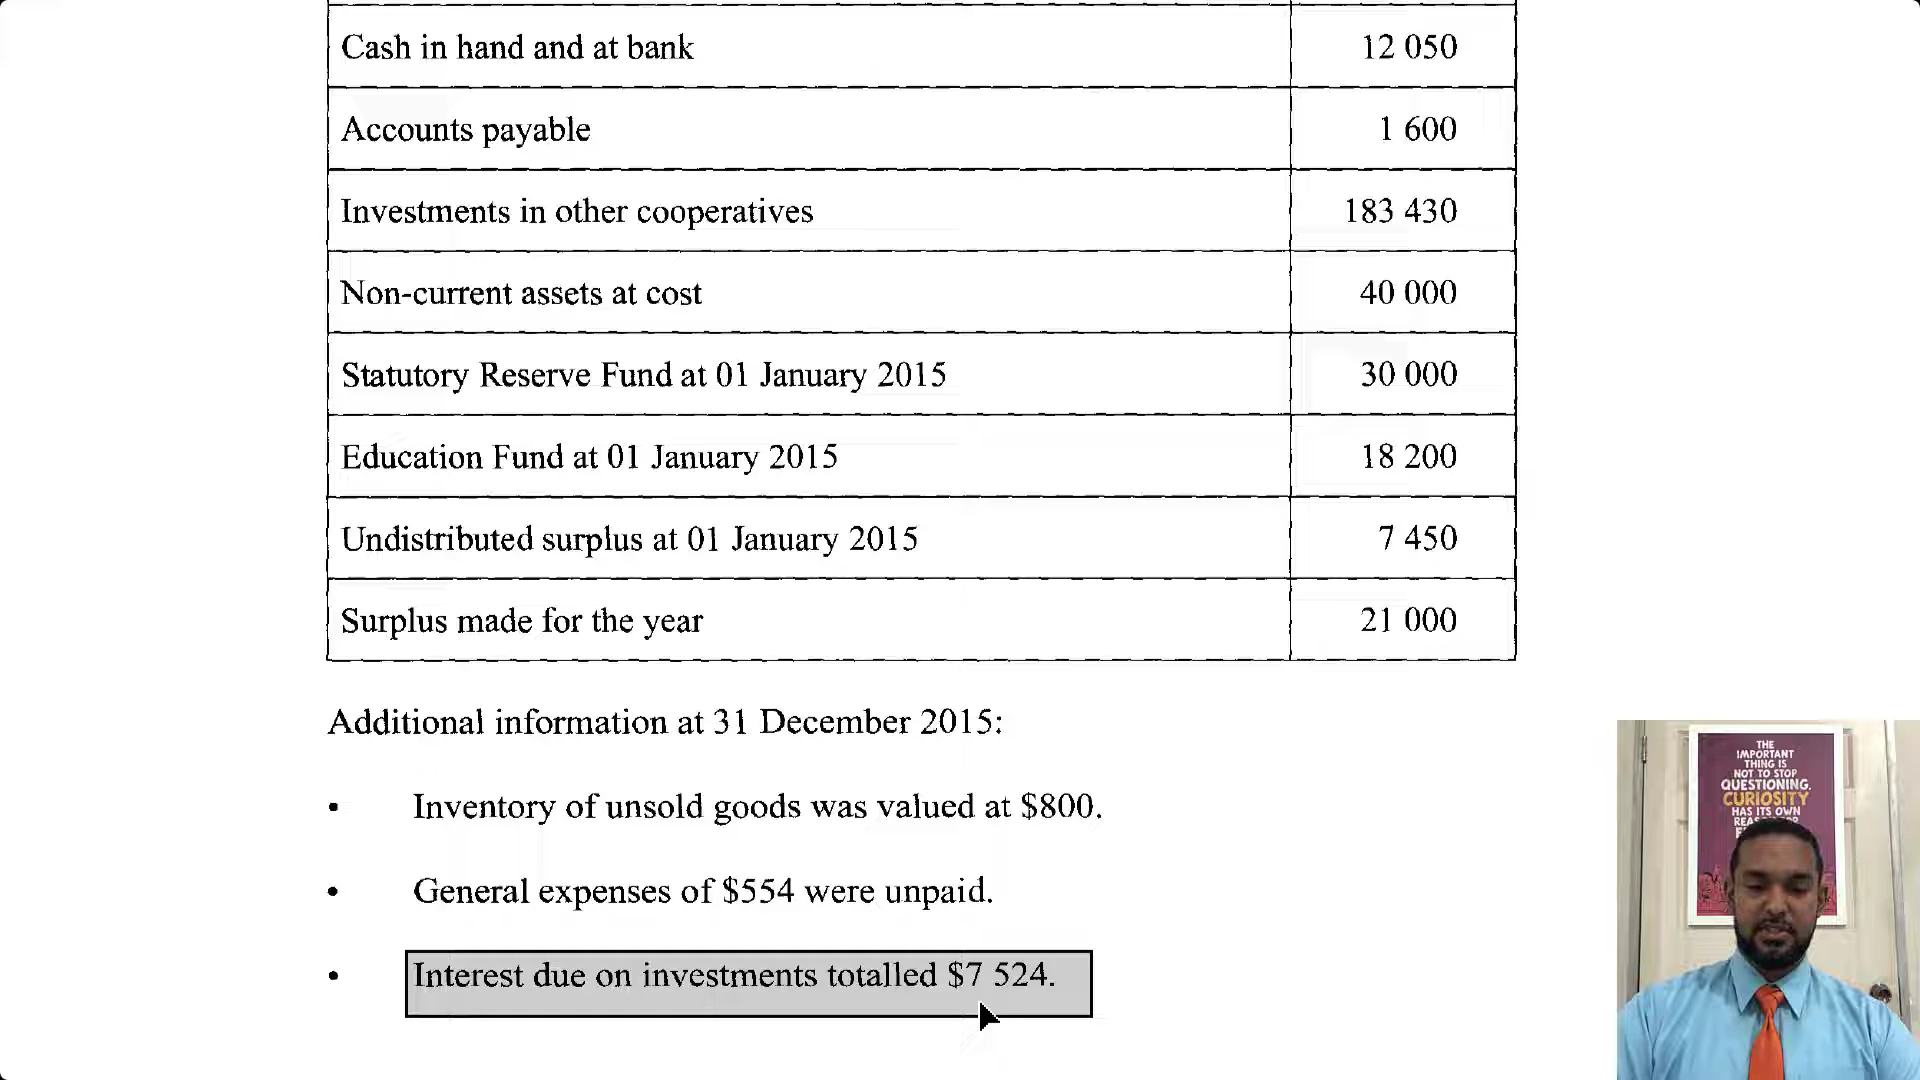 Cash in hand and at bank 12 050
Accounts payable 1 600
Investments in other cooperatives 183 430
Non-current assets at cost 40 000
Statutory Reserve Fund at 01 January 2015 30 000
Education Fund at 01 January 2015 18 200
Undistributed surplus at 01 January 2015 7 450
Surplus made for the year 21 000
Additional information at 31 December 2015:
• Inventory of unsold goods was valued at $800.
• General expenses of $554 were unpaid.
• Interest due on investments totalled $7 524.
THE
IMPORTANT
THING IS
NOT TO STOP
QUESTIONING.
CURIOSITY
HAS ITS OWN